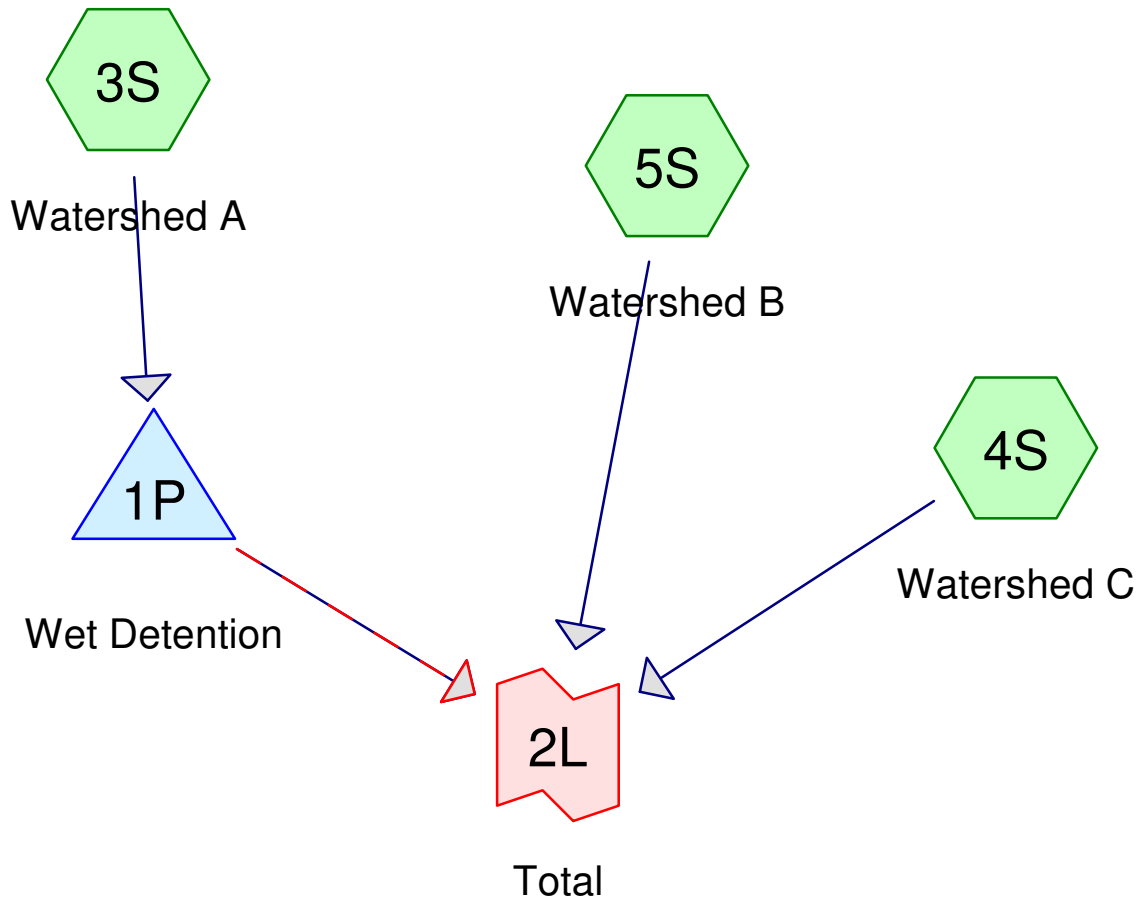 3S
Watershed A
5S
Watershed B
4S
Watershed C
1P
Wet Detention
2L
Total